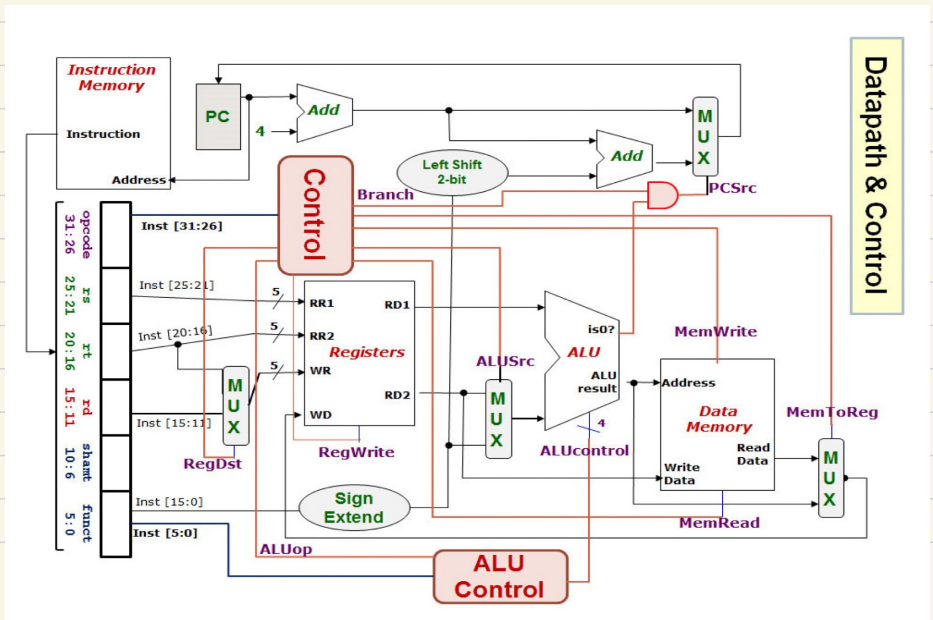 Datapath & Control
Instruction
Memory
Instruction
Address
PC
4
Add
Add
MUX
PCSrc
Left Shift
2-bit
Control
Branch
opcode
31:26
rs
25:21
rt
20:16
rd
15:11
shamt
10:6
funct
5:0
Inst [31:26]
Inst [25:21]
Inst [20:16]
Inst [15:11]
Inst [15:0]
Inst [5:0]
5
5
5
MUX
RegDst
RR1
RR2
WR
WD
Registers
RD1
RD2
RegWrite
Sign
Extend
ALUSrc
MUX
is0?
ALU
ALU
result
4
ALUcontrol
MemWrite
Address
Data
Memory
Read
Data
Write
Data
MemRead
MemToReg
MUX
ALUop
ALU
Control